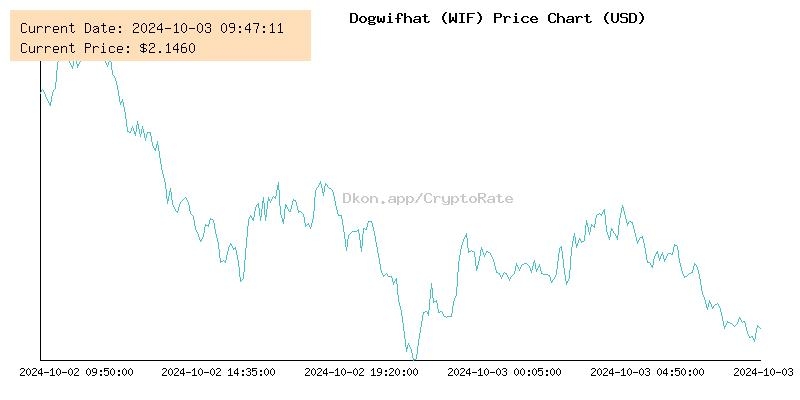 Dogwifhat (WIF) Price Chart (USD)
Current Date: 2024-10-03 09:47:11
Current Price: $2.1460
Dkon.app/CryptoRate
2024-10-02 09:50:00 2024-10-02 14:35:00 2024-10-02 19:20:00 2024-10-03 00:05:00 2024-10-03 04:50:00 2024-10-03